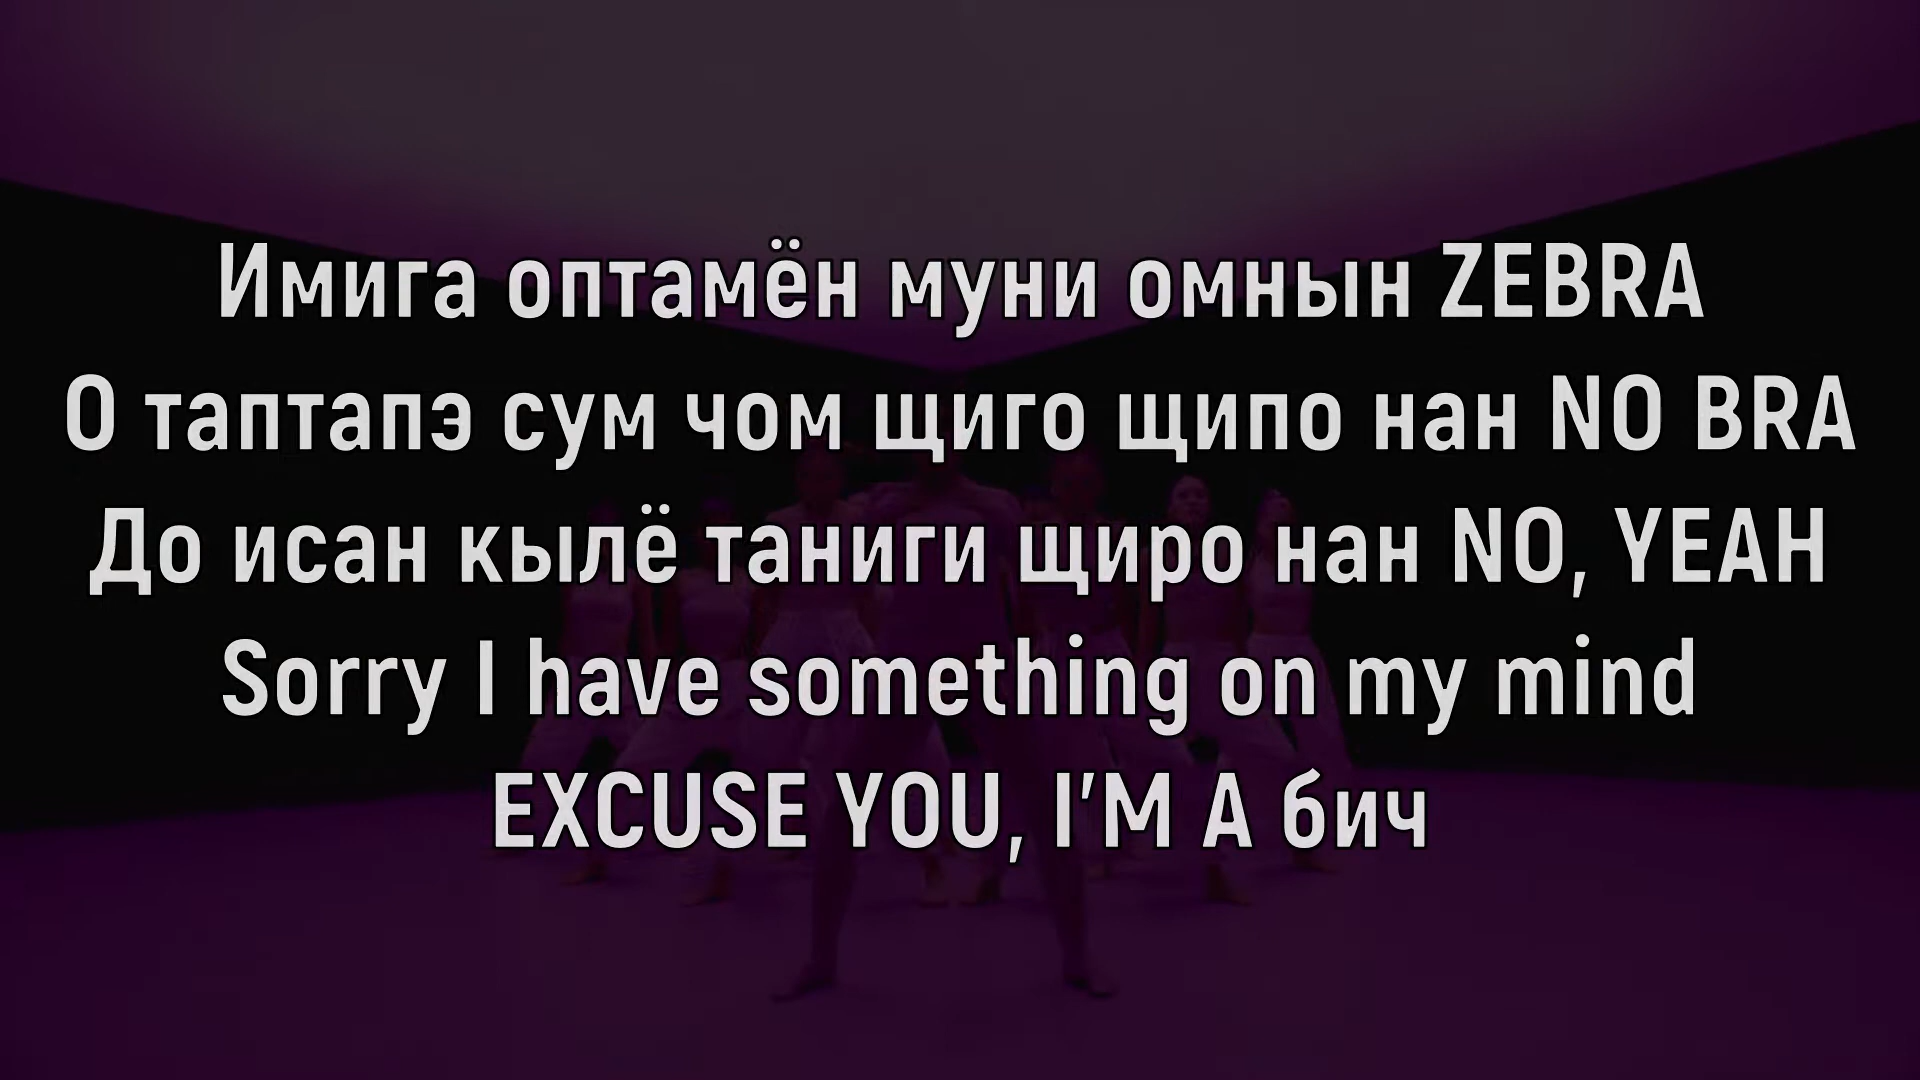 Имига оптамён муни омнын ZEBRA
О таптапэ сум чом щиго щипо нан NO BRA
До исан кылё таниги щиро нан NO, YEAH
Sorry I have something on my mind
EXCUSE YOU, I'M A бич